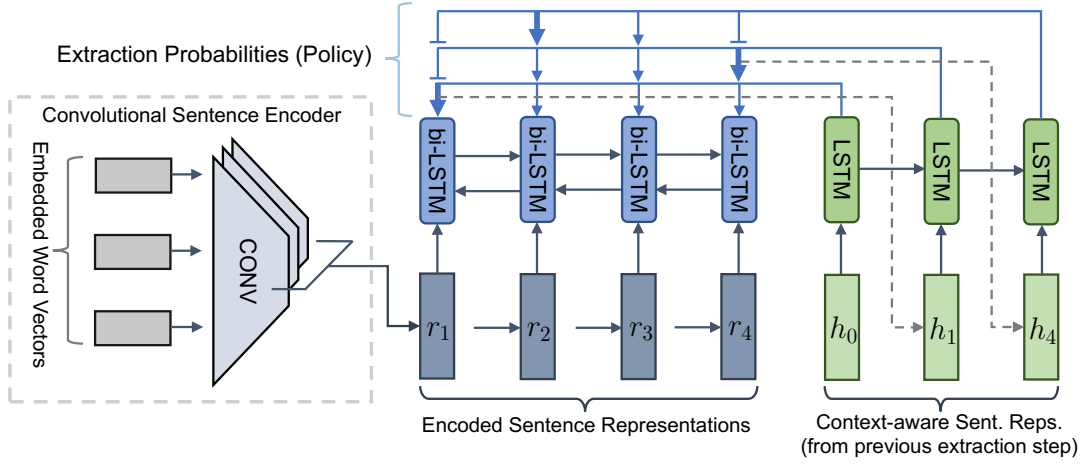 Extraction Probabilities (Policy)
Convolutional Sentence Encoder
Embedded Word Vectors
CONV
bi-LSTM
bi-LSTM
bi-LSTM
bi-LSTM
LSTM
LSTM
LSTM
r1
r2
r3
r4
h0
h1
h4
Encoded Sentence Representations
Context-aware Sent. Reps.
(from previous extraction step)